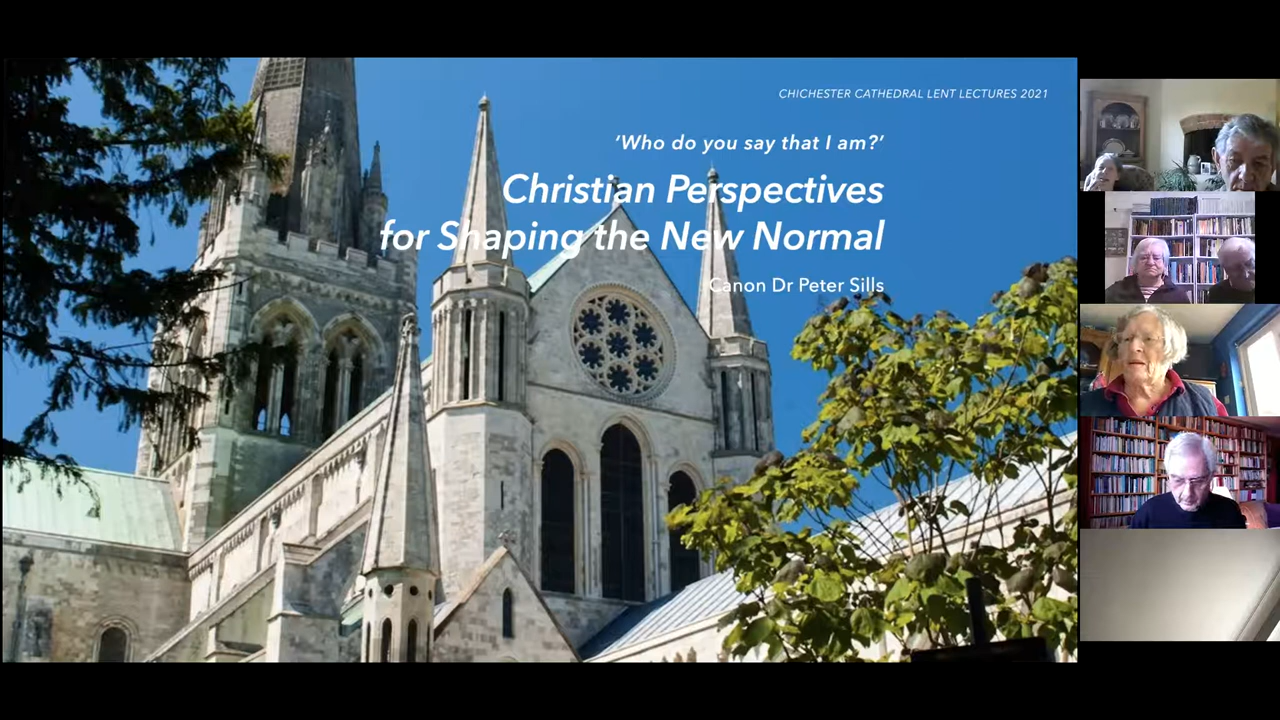 CHICHESTER CATHEDRAL LENT LECTURES 2021
‘Who do you say that I am?’
Christian Perspectives
for Shaping the New Normal
Canon Dr Peter Sills